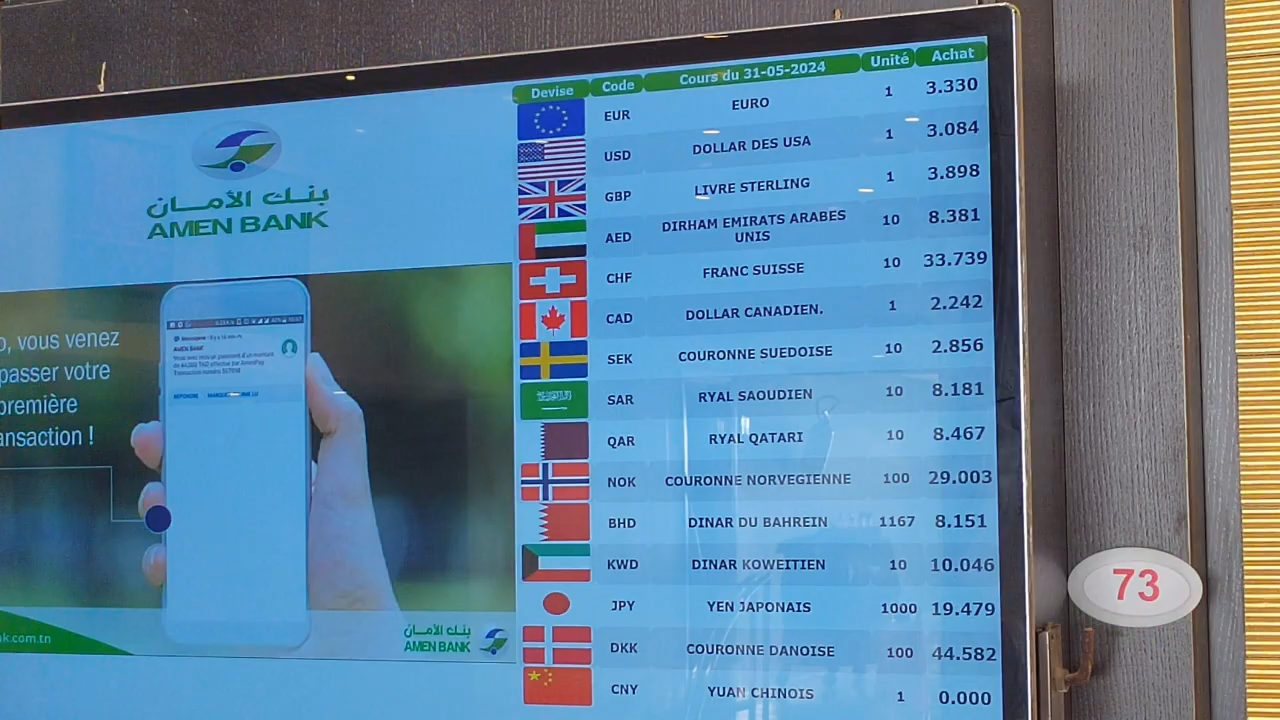 بنك الأمان
AMEN BANK
o, vous venez
passer votre
première
ansaction !
Amen Bank
REPONDRE
بنك الأمان
AMEN BANK
k.com.tn
Devise Code Cours du 31-05-2024 Unité Achat
EUR EURO 1 3.330
USD DOLLAR DES USA 1 3.084
GBP LIVRE STERLING 1 3.898
AED DIRHAM EMIRATS ARABES UNIS 10 8.381
CHF FRANC SUISSE 10 33.739
CAD DOLLAR CANADIEN. 1 2.242
SEK COURONNE SUEDOISE 10 2.856
SAR RYAL SAOUDIEN 10 8.181
QAR RYAL QATARI 10 8.467
NOK COURONNE NORVEGIENNE 100 29.003
BHD DINAR DU BAHREIN 1167 8.151
KWD DINAR KOWEITIEN 10 10.046
JPY YEN JAPONAIS 1000 19.479
DKK COURONNE DANOISE 100 44.582
CNY YUAN CHINOIS 1 0.000
73